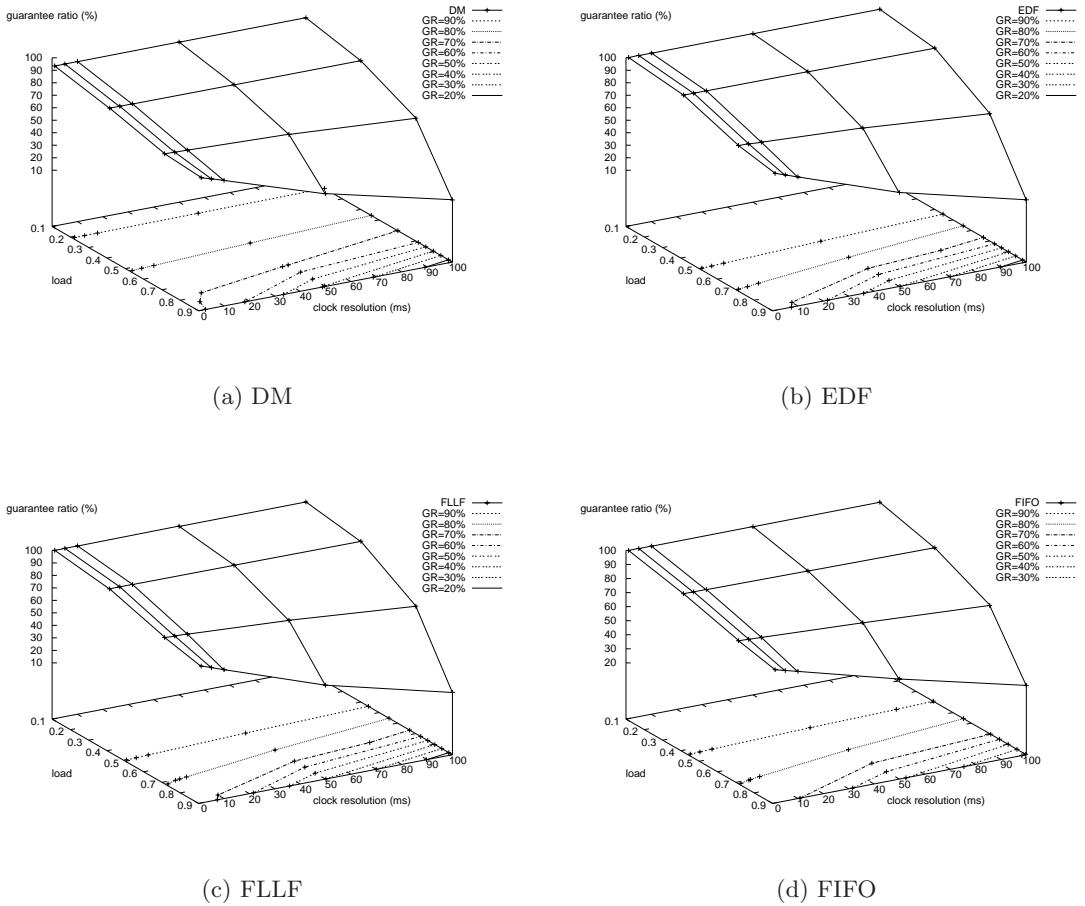 guarantee ratio (%)
DM
GR=90%
GR=80%
GR=70%
GR=60%
GR=50%
GR=40%
GR=30%
GR=20%
100
90
80
70
60
50
40
30
20
10
0.1
0.2
0.3
0.4
0.5
0.6
0.7
0.8
0.9
load
0
10
20
30
40
50
60
70
80
90
100
clock resolution (ms)
(a) DM
guarantee ratio (%)
EDF
GR=90%
GR=80%
GR=70%
GR=60%
GR=50%
GR=40%
GR=30%
GR=20%
100
90
80
70
60
50
40
30
20
10
0.1
0.2
0.3
0.4
0.5
0.6
0.7
0.8
0.9
load
0
10
20
30
40
50
60
70
80
90
100
clock resolution (ms)
(b) EDF
guarantee ratio (%)
FLLF
GR=90%
GR=80%
GR=70%
GR=60%
GR=50%
GR=40%
GR=30%
GR=20%
100
90
80
70
60
50
40
30
20
10
0.1
0.2
0.3
0.4
0.5
0.6
0.7
0.8
0.9
load
0
10
20
30
40
50
60
70
80
90
100
clock resolution (ms)
(c) FLLF
guarantee ratio (%)
FIFO
GR=90%
GR=80%
GR=70%
GR=60%
GR=50%
GR=40%
GR=30%
100
90
80
70
60
50
40
30
20
0.1
0.2
0.3
0.4
0.5
0.6
0.7
0.8
0.9
load
0
10
20
30
40
50
60
70
80
90
100
clock resolution (ms)
(d) FIFO